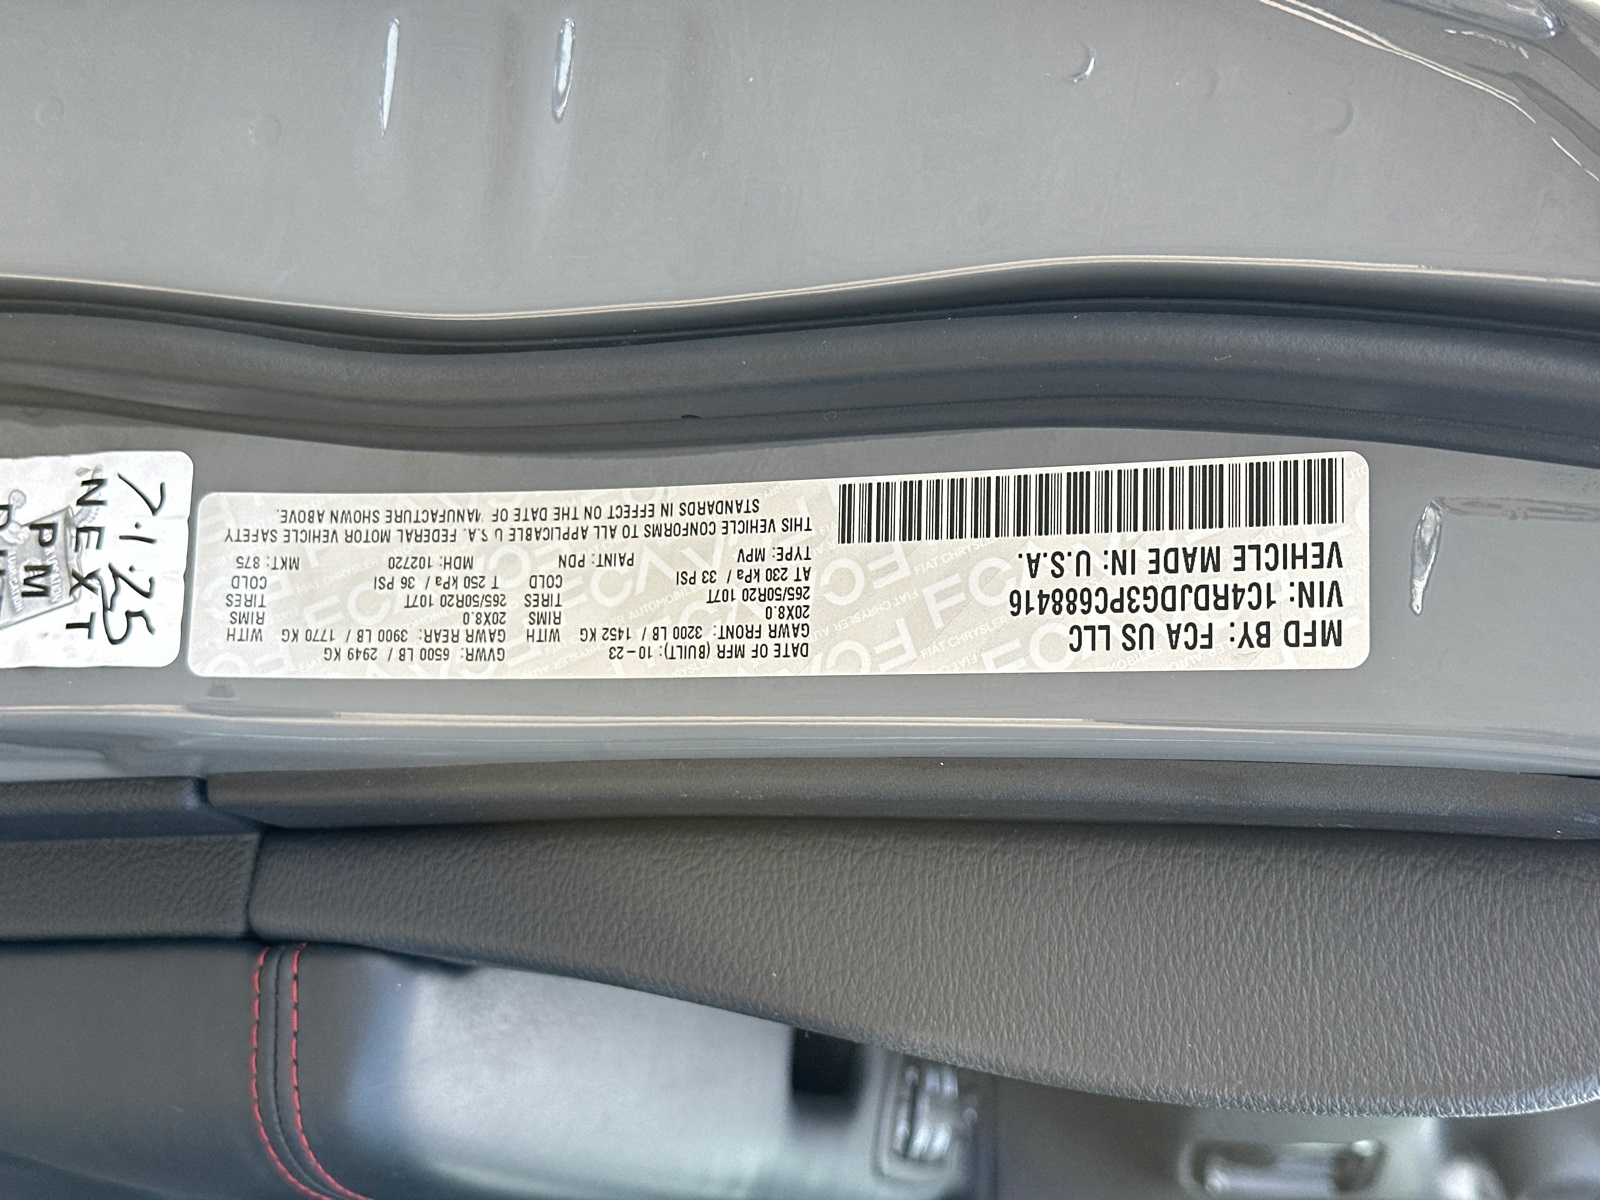 MFD BY: FCA US LLC
VIN: 1C4RDJDG3PC688416
VEHICLE MADE IN: U.S.A.
DATE OF MFR (BUILT): 10-23 GVWR: 6500 LB / 2949 KG
GAWR FRONT: 3200 LB / 1452 KG WITH GAWR REAR: 3900 LB / 1770 KG WITH
20X8.0 RIMS 20X8.0 RIMS
265/50R20 107T TIRES 265/50R20 107T TIRES
AT 230 kPa / 33 PSI COLD T 250 kPa / 36 PSI COLD
TYPE: MPV PAINT: PDN MDH: 102720 MKT: 875
THIS VEHICLE CONFORMS TO ALL APPLICABLE U.S.A. FEDERAL MOTOR VEHICLE SAFETY
STANDARDS IN EFFECT ON THE DATE OF MANUFACTURE SHOWN ABOVE.
PM
NEXT
7.1.25